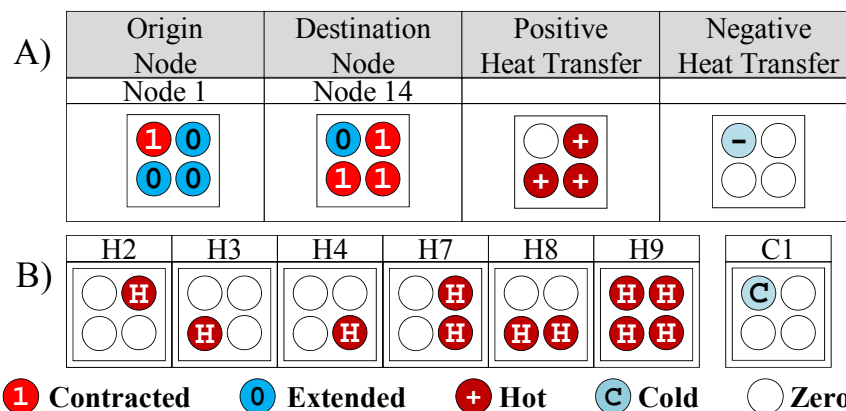 A)
Origin Node
Destination Node
Positive Heat Transfer
Negative Heat Transfer
Node 1
Node 14
1 0
0 0
0 1
1 1
+
+ +
-
B)
H2 H3 H4 H7 H8 H9 C1
H
H
H
H
H
H H
H H
H H
C
1 Contracted 0 Extended + Hot C Cold Zero